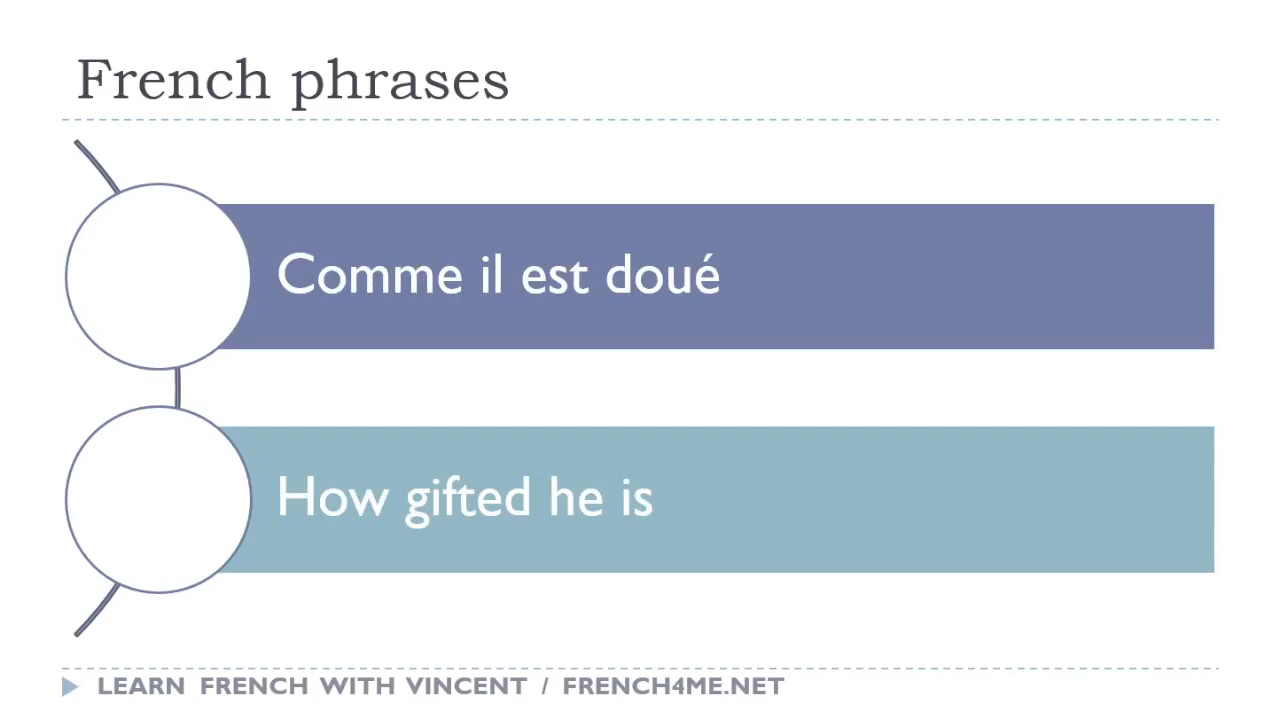 French phrases
Comme il est doué
How gifted he is
LEARN FRENCH WITH VINCENT / FRENCH4ME.NET